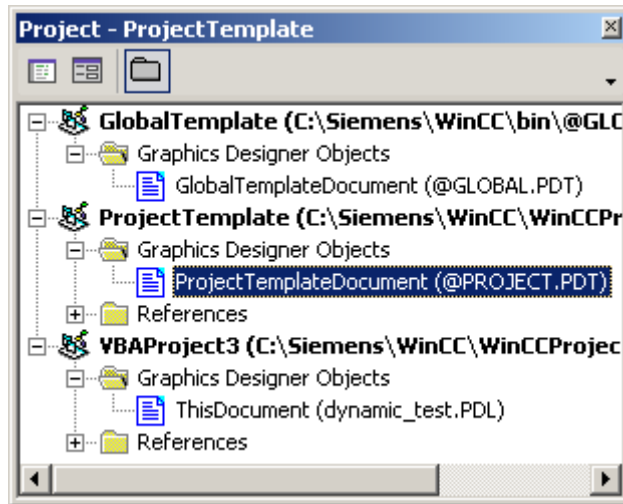 Project - ProjectTemplate
GlobalTemplate (C:\Siemens\WinCC\bin\@GLC
Graphics Designer Objects
GlobalTemplateDocument (@GLOBAL.PDT)
ProjectTemplate (C:\Siemens\WinCC\WinCCPr
Graphics Designer Objects
ProjectTemplateDocument (@PROJECT.PDT)
References
VBAProject3 (C:\Siemens\WinCC\WinCCProjec
Graphics Designer Objects
ThisDocument (dynamic_test.PDL)
References